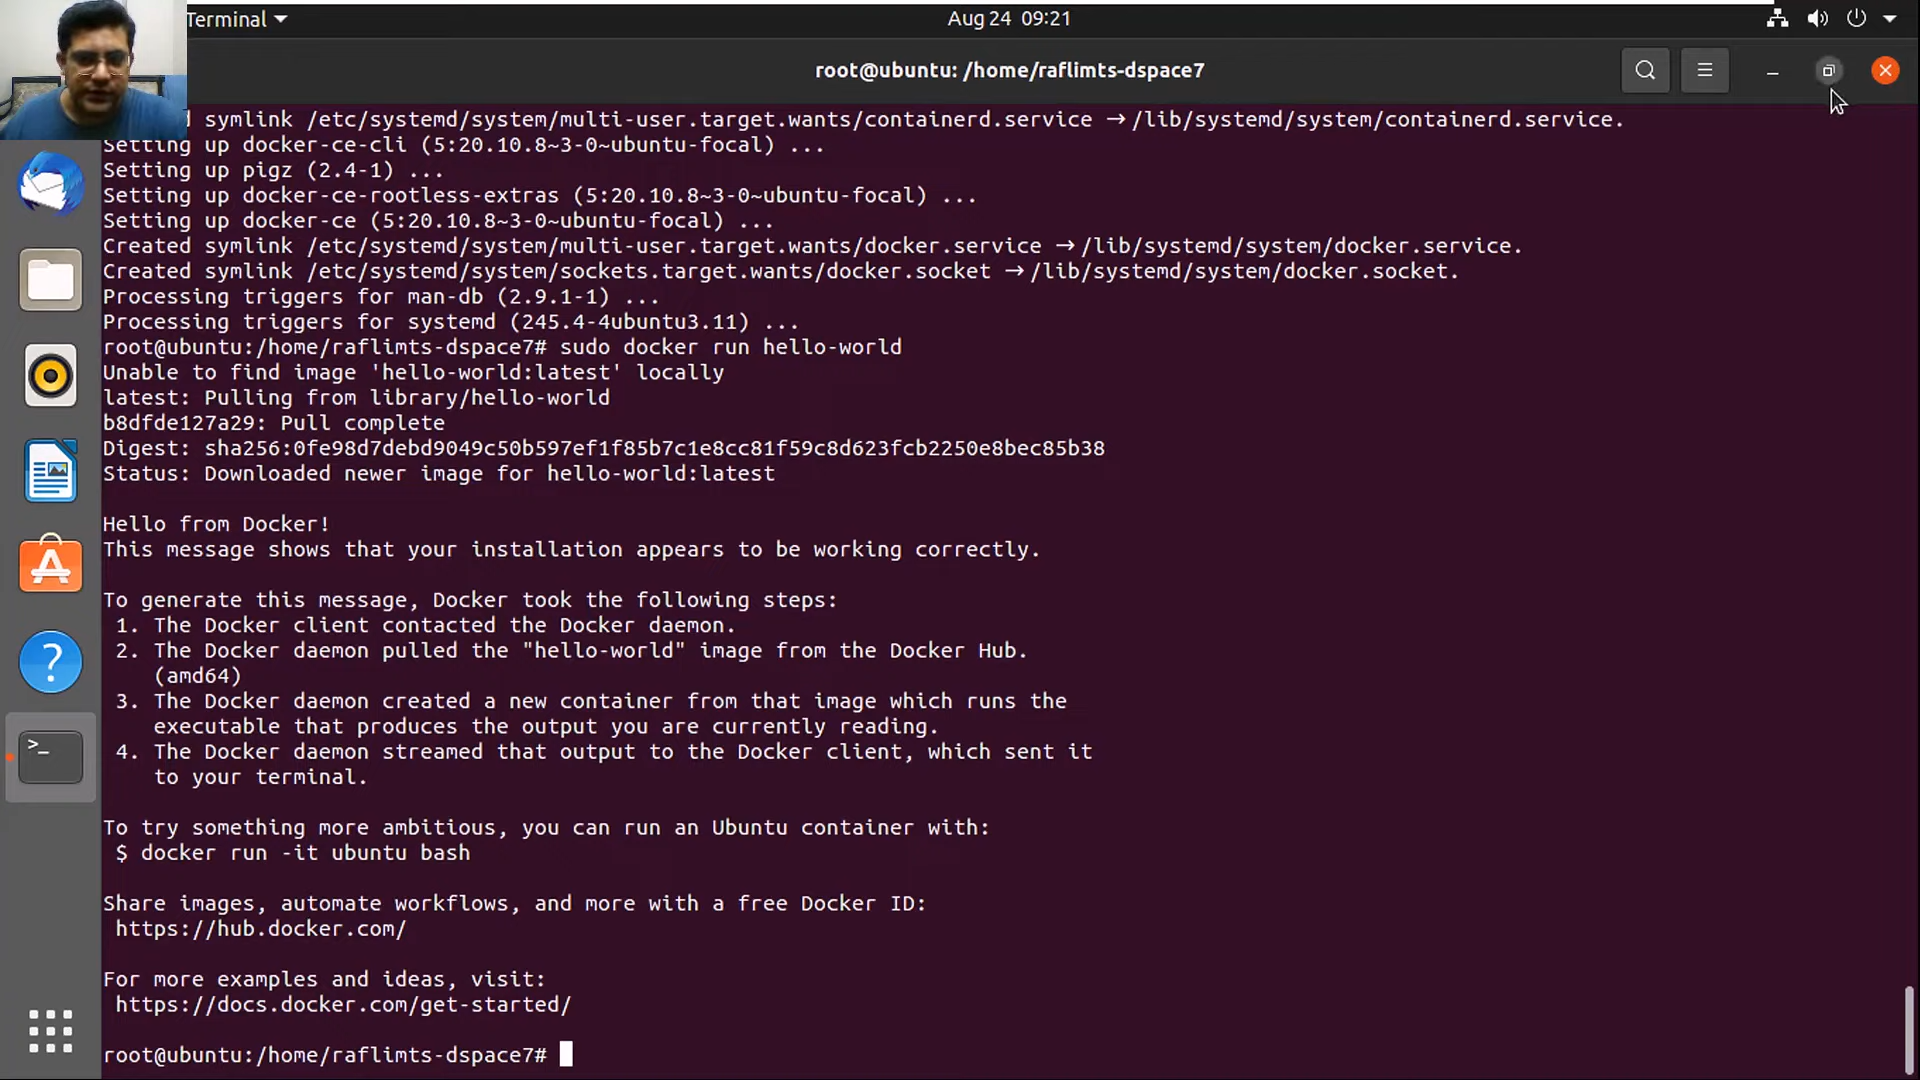 Terminal
Aug 24 09:21
root@ubuntu: /home/raflimts-dspace7
symlink /etc/systemd/system/multi-user.target.wants/containerd.service → /lib/systemd/system/containerd.service.
Setting up docker-ce-cli (5:20.10.8~3-0~ubuntu-focal) ...
Setting up pigz (2.4-1) ...
Setting up docker-ce-rootless-extras (5:20.10.8~3-0~ubuntu-focal) ...
Setting up docker-ce (5:20.10.8~3-0~ubuntu-focal) ...
Created symlink /etc/systemd/system/multi-user.target.wants/docker.service → /lib/systemd/system/docker.service.
Created symlink /etc/systemd/system/sockets.target.wants/docker.socket → /lib/systemd/system/docker.socket.
Processing triggers for man-db (2.9.1-1) ...
Processing triggers for systemd (245.4-4ubuntu3.11) ...
root@ubuntu:/home/raflimts-dspace7# sudo docker run hello-world
Unable to find image 'hello-world:latest' locally
latest: Pulling from library/hello-world
b8dfde127a29: Pull complete
Digest: sha256:0fe98d7debd9049c50b597ef1f85b7c1e8cc81f59c8d623fcb2250e8bec85b38
Status: Downloaded newer image for hello-world:latest
Hello from Docker!
This message shows that your installation appears to be working correctly.
To generate this message, Docker took the following steps:
1. The Docker client contacted the Docker daemon.
2. The Docker daemon pulled the "hello-world" image from the Docker Hub.
(amd64)
3. The Docker daemon created a new container from that image which runs the
executable that produces the output you are currently reading.
4. The Docker daemon streamed that output to the Docker client, which sent it
to your terminal.
To try something more ambitious, you can run an Ubuntu container with:
$ docker run -it ubuntu bash
Share images, automate workflows, and more with a free Docker ID:
https://hub.docker.com/
For more examples and ideas, visit:
https://docs.docker.com/get-started/
root@ubuntu:/home/raflimts-dspace7#